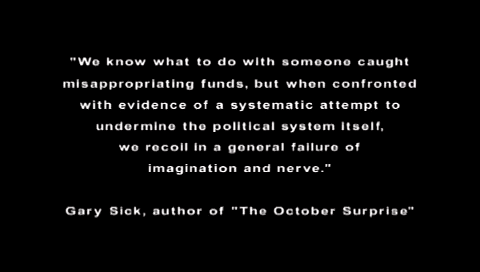 "We know what to do with someone caught
misappropriating funds, but when confronted
with evidence of a systematic attempt to
undermine the political system itself,
we recoil in a general failure of
imagination and nerve."
Gary Sick, author of "The October Surprise"